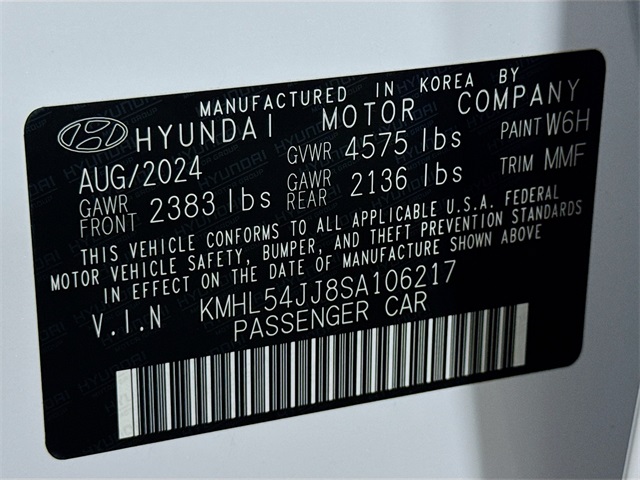 MANUFACTURED IN KOREA BY
HYUNDAI MOTOR COMPANY
AUG/2024 GVWR 4575 lbs PAINT W6H
GAWR FRONT 2383 lbs GAWR REAR 2136 lbs TRIM MMF
THIS VEHICLE CONFORMS TO ALL APPLICABLE U.S.A. FEDERAL
MOTOR VEHICLE SAFETY, BUMPER, AND THEFT PREVENTION STANDARDS
IN EFFECT ON THE DATE OF MANUFACTURE SHOWN ABOVE
V.I.N KMHL54JJ8SA106217
PASSENGER CAR